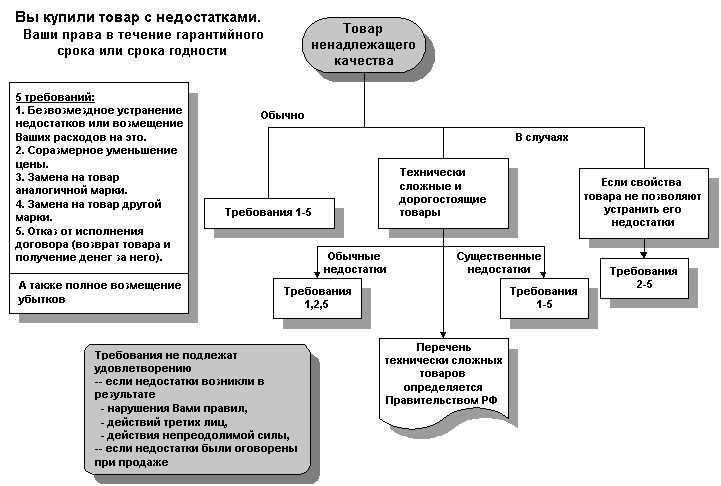 Вы купили товар с недостатками.
Ваши права в течение гарантийного
срока или срока годности
Товар
ненадлежащего
качества
5 требований:
1. Безвозмездное устранение
недостатков или возмещение
Ваших расходов на это.
2. Соразмерное уменьшение
цены.
3. Замена на товар
аналогичной марки.
4. Замена на товар другой
марки.
5. Отказ от исполнения
договора (возврат товара и
получение денег за него).
А также полное возмещение
убытков
Обычно
В случаях
Требования 1-5
Технически
сложные и
дорогостоящие
товары
Если свойства
товара не позволяют
устранить его
недостатки
Обычные
недостатки
Существенные
недостатки
Требования
1,2,5
Требования
1-5
Требования
2-5
Перечень
технически сложных
товаров
определяется
Правительством РФ
Требования не подлежат
удовлетворению
-- если недостатки возникли в
результате
- нарушения Вами правил,
- действий третих лиц,
- действия непреодолимой силы,
-- если недостатки были оговорены
при продаже